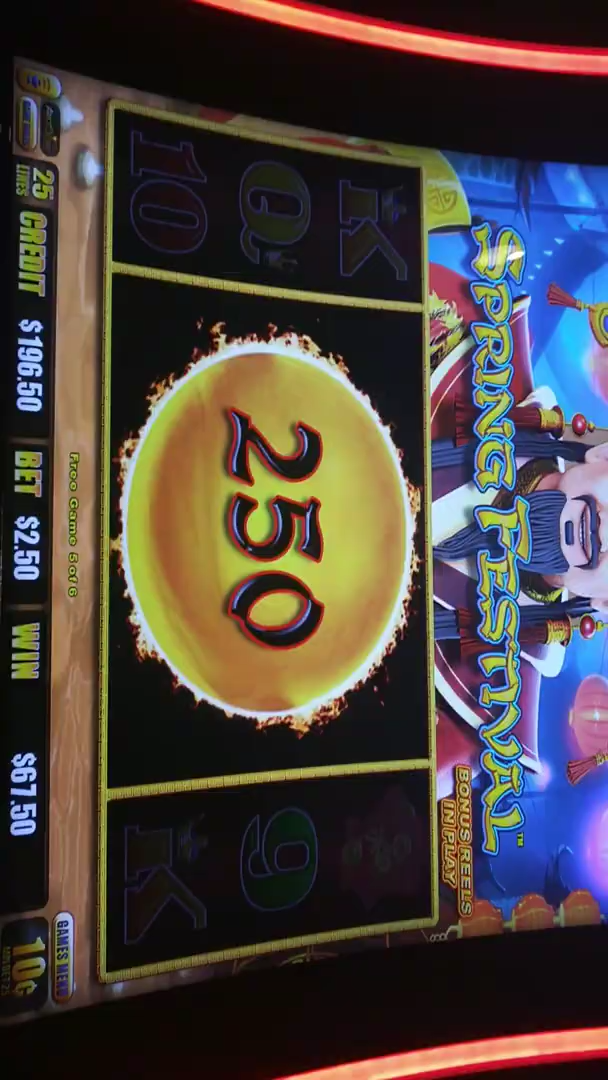 SPRING FESTIVAL™
BONUS REELS
IN PLAY
K
Q
10
250
9
K
Free Game 5 of 6
25
LINES
CREDIT $196.50
BET $2.50
WIN $67.50
GAMES MENU
10¢